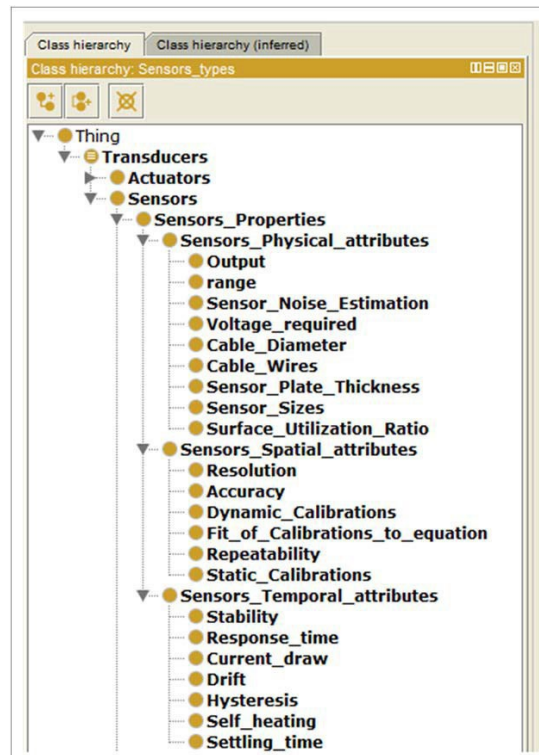 Class hierarchy Class hierarchy (inferred)
Class hierarchy: Sensors_types
Thing
Transducers
Actuators
Sensors
Sensors_Properties
Sensors_Physical_attributes
Output
range
Sensor_Noise_Estimation
Voltage_required
Cable_Diameter
Cable_Wires
Sensor_Plate_Thickness
Sensor_Sizes
Surface_Utilization_Ratio
Sensors_Spatial_attributes
Resolution
Accuracy
Dynamic_Calibrations
Fit_of_Calibrations_to_equation
Repeatability
Static_Calibrations
Sensors_Temporal_attributes
Stability
Response_time
Current_draw
Drift
Hysteresis
Self_heating
Settling_time